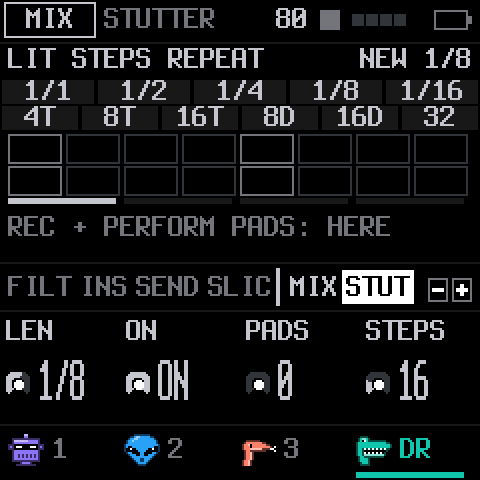 MIX STUTTER 80
LIT STEPS REPEAT NEW 1/8
1/1 1/2 1/4 1/8 1/16
4T 8T 16T 8D 16D 32
REC + PERFORM PADS: HERE
FILT INS SEND SLIC MIX STUT - +
LEN ON PADS STEPS
1/8 ON 0 16
1 2 3 DR